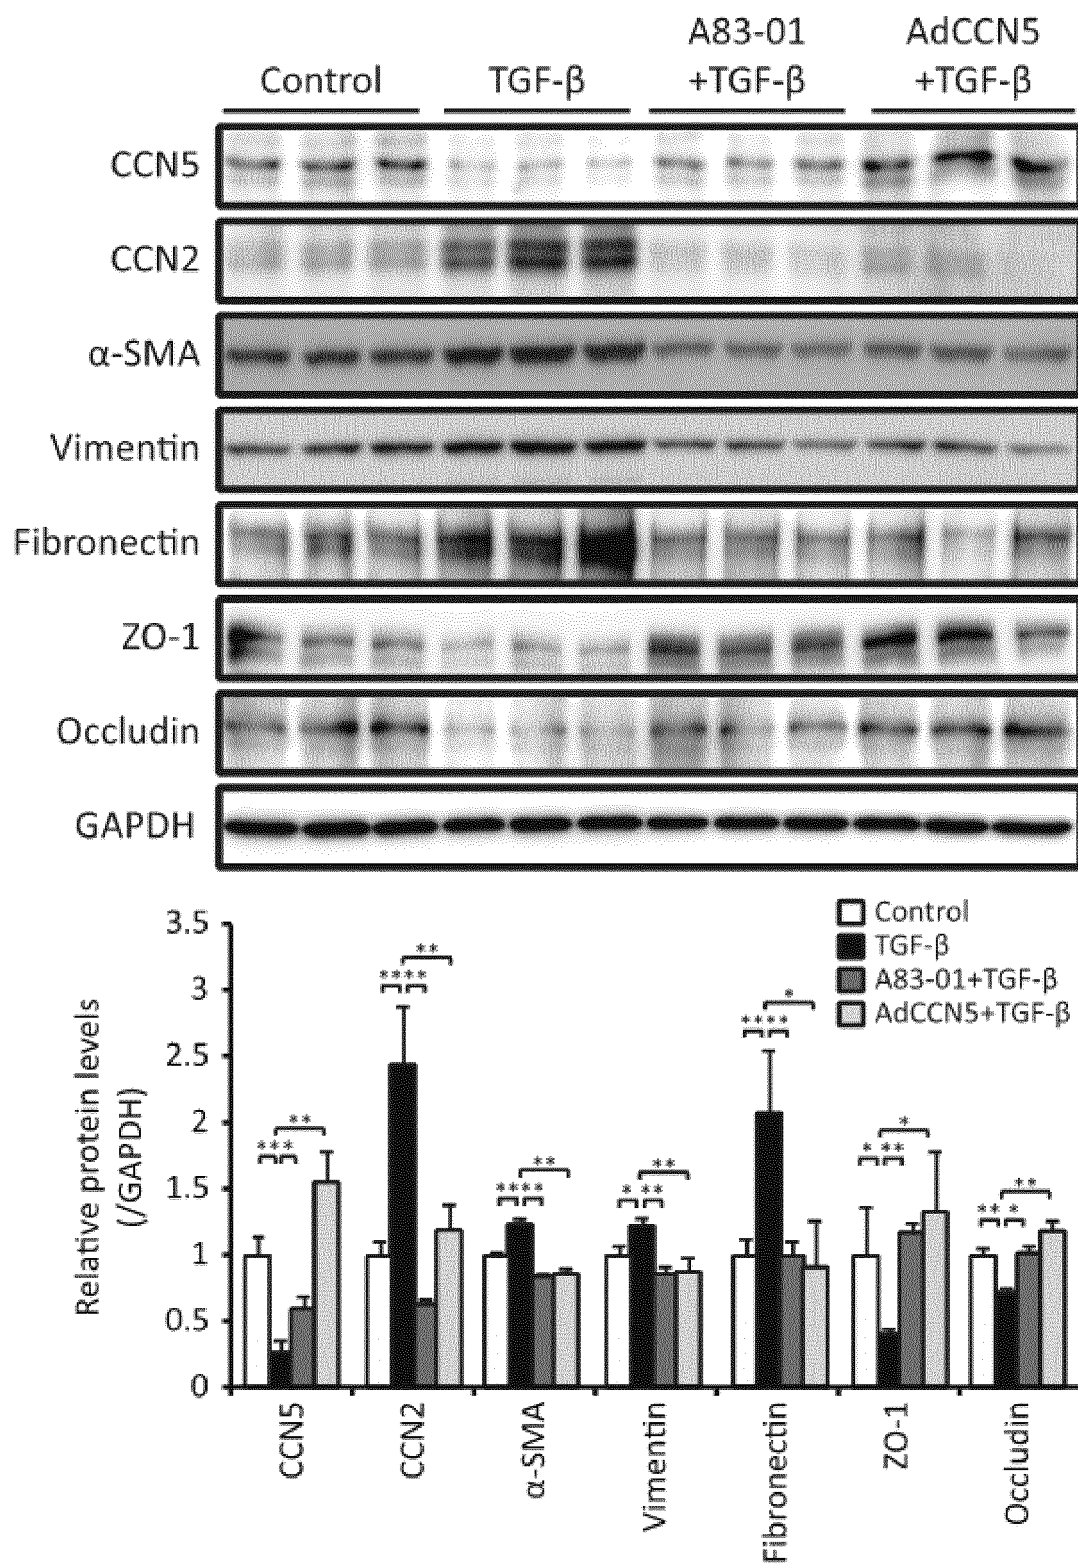 A83-01 AdCCN5
Control TGF-β +TGF-β +TGF-β
CCN5
CCN2
α-SMA
Vimentin
Fibronectin
ZO-1
Occludin
GAPDH
Control
TGF-β
A83-01+TGF-β
AdCCN5+TGF-β
Relative protein levels
(/GAPDH)
3.5
3
2.5
2
1.5
1
0.5
0
*** **
**** **
**** **
* ** **
**** *
* ** *
** * **
CCN5
CCN2
α-SMA
Vimentin
Fibronectin
ZO-1
Occludin